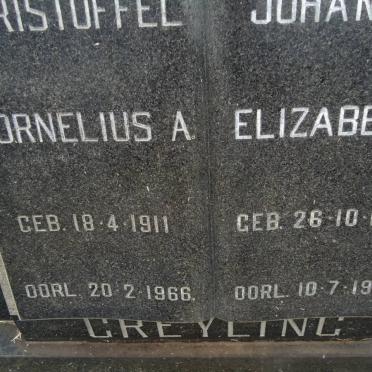 RISTOFFEL
ORNELIUS A.
GEB. 18·4·1911
OORL. 20·2·1966.
JOHAN
ELIZABE
GEB. 26·10·1
OORL. 10·7·19
GREYLING